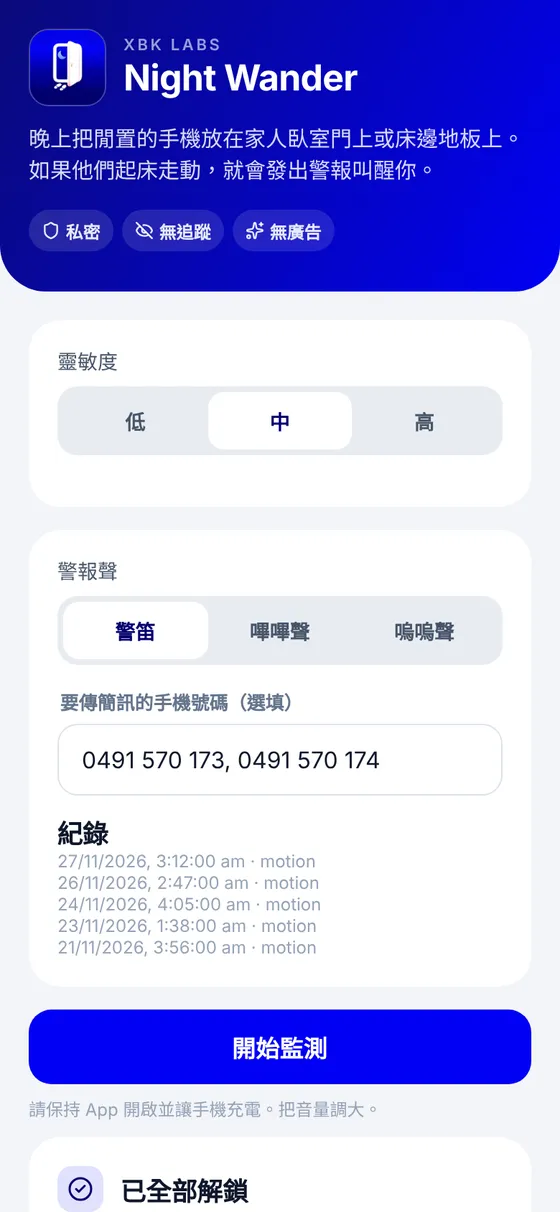 XBK LABS
Night Wander
晚上把閒置的手機放在家人臥室門上或床邊地板上。
如果他們起床走動，就會發出警報叫醒你。
私密
無追蹤
無廣告
靈敏度
低
中
高
警報聲
警笛
嗶嗶聲
嗚嗚聲
要傳簡訊的手機號碼（選填）
0491 570 173, 0491 570 174
紀錄
27/11/2026, 3:12:00 am · motion
26/11/2026, 2:47:00 am · motion
24/11/2026, 4:05:00 am · motion
23/11/2026, 1:38:00 am · motion
21/11/2026, 3:56:00 am · motion
開始監測
請保持 App 開啟並讓手機充電。把音量調大。
已全部解鎖